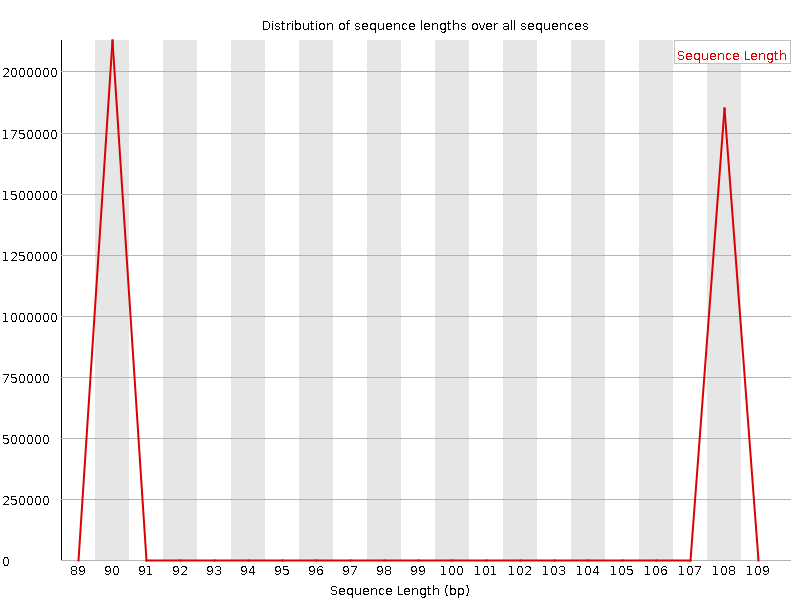 Distribution of sequence lengths over all sequences
Sequence Length
2000000
1750000
1500000
1250000
1000000
750000
500000
250000
0
89 90 91 92 93 94 95 96 97 98 99 100 101 102 103 104 105 106 107 108 109
Sequence Length (bp)